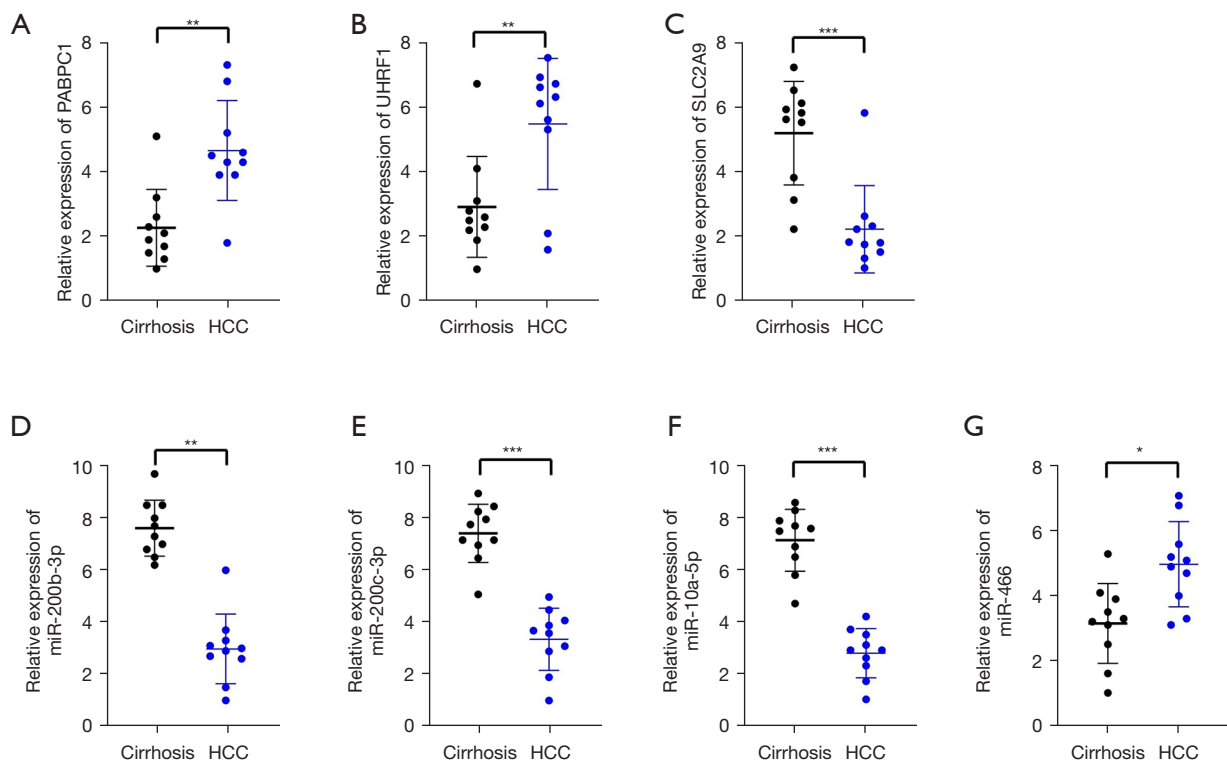 A
**
Relative expression of PABPC1
8
6
4
2
0
Cirrhosis HCC
B
**
Relative expression of UHRF1
8
6
4
2
0
Cirrhosis HCC
C
***
Relative expression of SLC2A9
8
6
4
2
0
Cirrhosis HCC
D
**
Relative expression of
miR-200b-3p
10
8
6
4
2
0
Cirrhosis HCC
E
***
Relative expression of
miR-200c-3p
10
8
6
4
2
0
Cirrhosis HCC
F
***
Relative expression of
miR-10a-5p
10
8
6
4
2
0
Cirrhosis HCC
G
*
Relative expression of
miR-466
8
6
4
2
0
Cirrhosis HCC